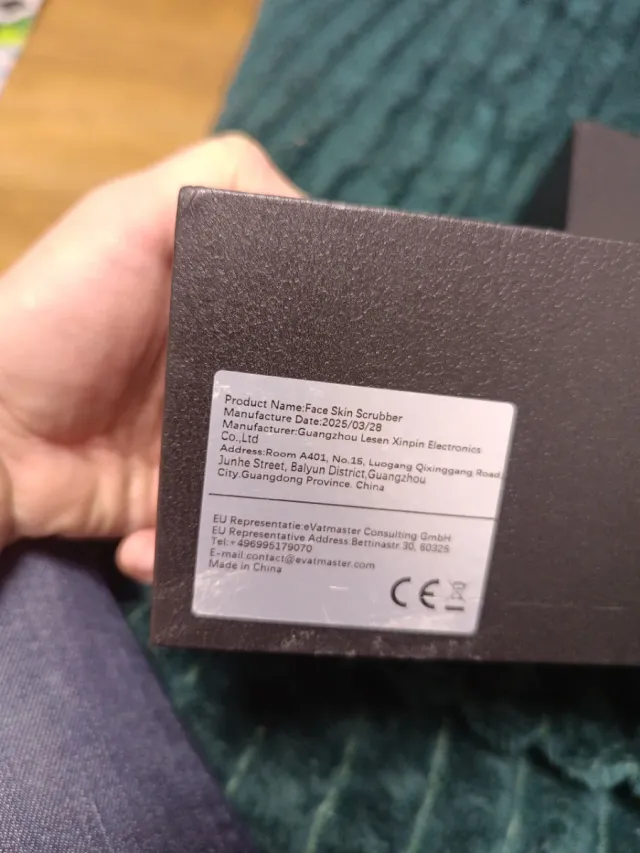 Product Name:Face Skin Scrubber
Manufacture Date:2025/03/28
Manufacturer:Guangzhou Lesen Xinpin Electronics
Co.,Ltd
Address:Room A401, No.15, Luogang Qixinggang Road,
Junhe Street, Baiyun District,Guangzhou
City,Guangdong Province, China
EU Representatie:eVatmaster Consulting GmbH
EU Representative Address:Bettinastr.30, 60325
Tel:+496995179070
E-mail:contact@evatmaster.com
Made in China
CE